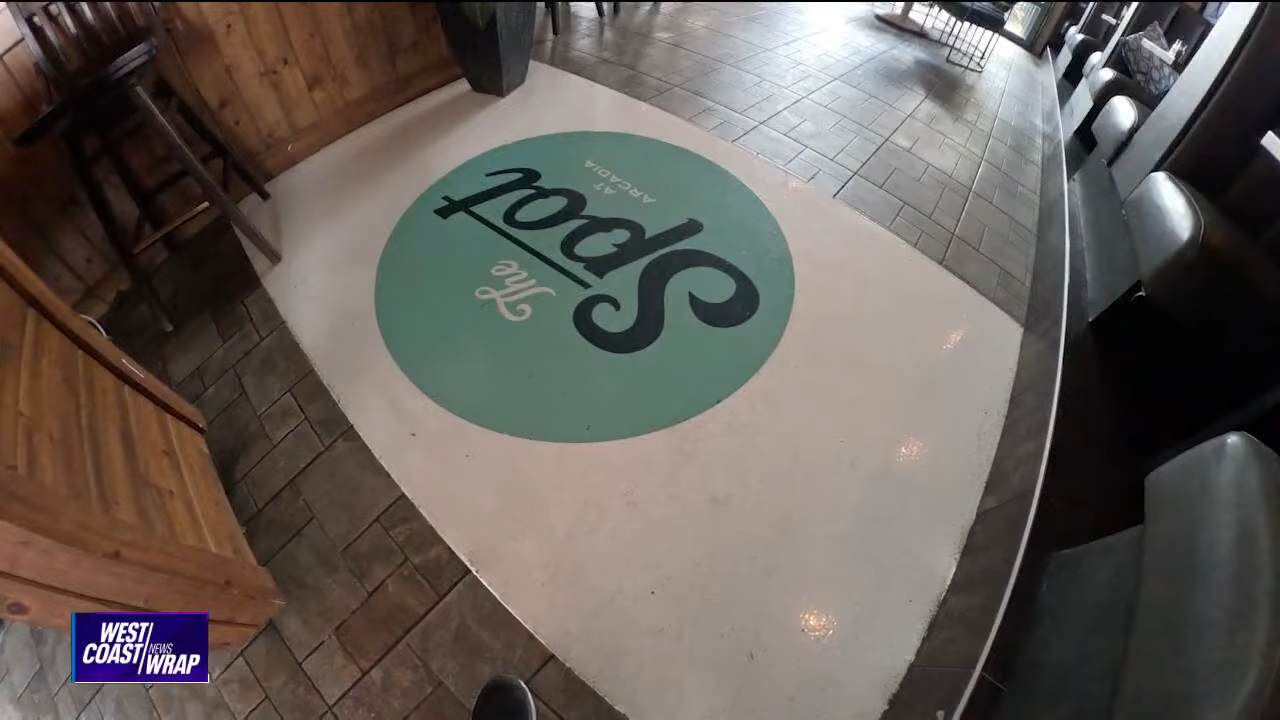 The
Spot
AT
ARCADIA
WEST
COAST
NEWS
WRAP